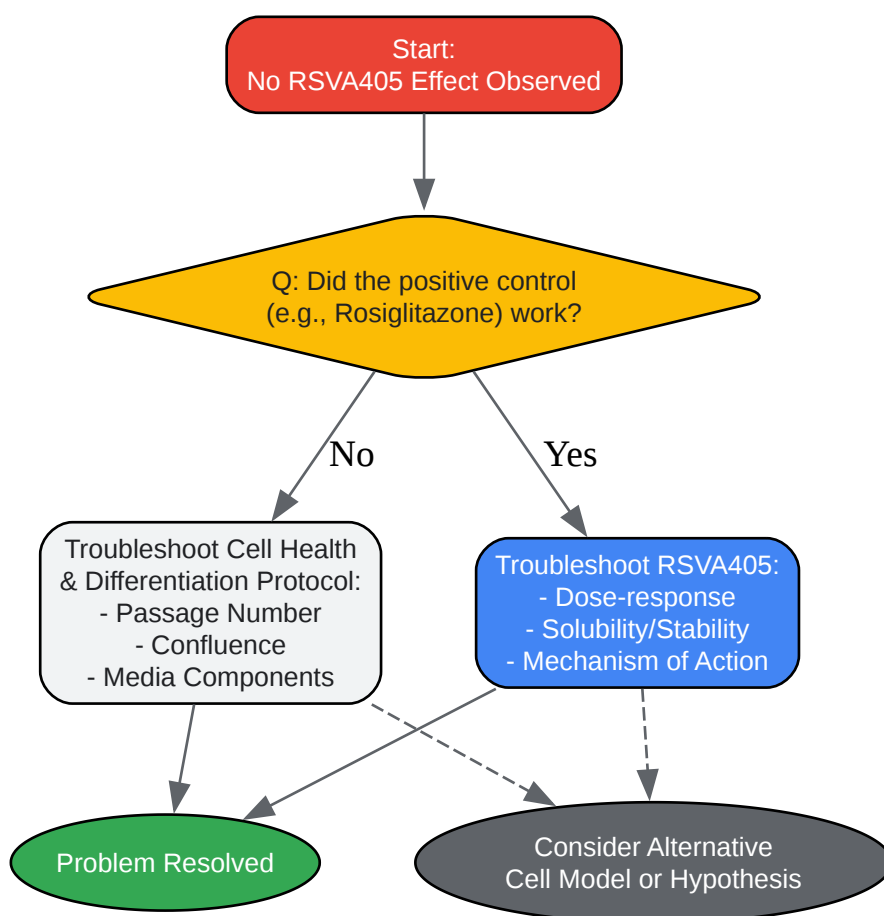 Start:
No RSVA405 Effect Observed
Q: Did the positive control
(e.g., Rosiglitazone) work?
No
Yes
Troubleshoot Cell Health
& Differentiation Protocol:
- Passage Number
- Confluence
- Media Components
Troubleshoot RSVA405:
- Dose-response
- Solubility/Stability
- Mechanism of Action
Problem Resolved
Consider Alternative
Cell Model or Hypothesis